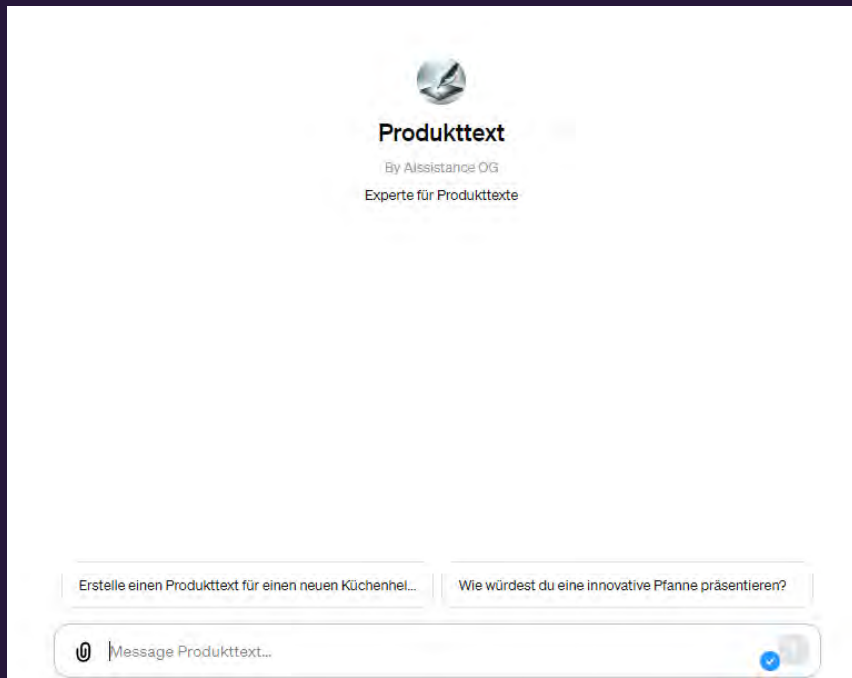 Produkttext
By Aissistance OG
Experte für Produkttexte
Erstelle einen Produkttext für einen neuen Küchenhel...
Wie würdest du eine innovative Pfanne präsentieren?
Message Produkttext...